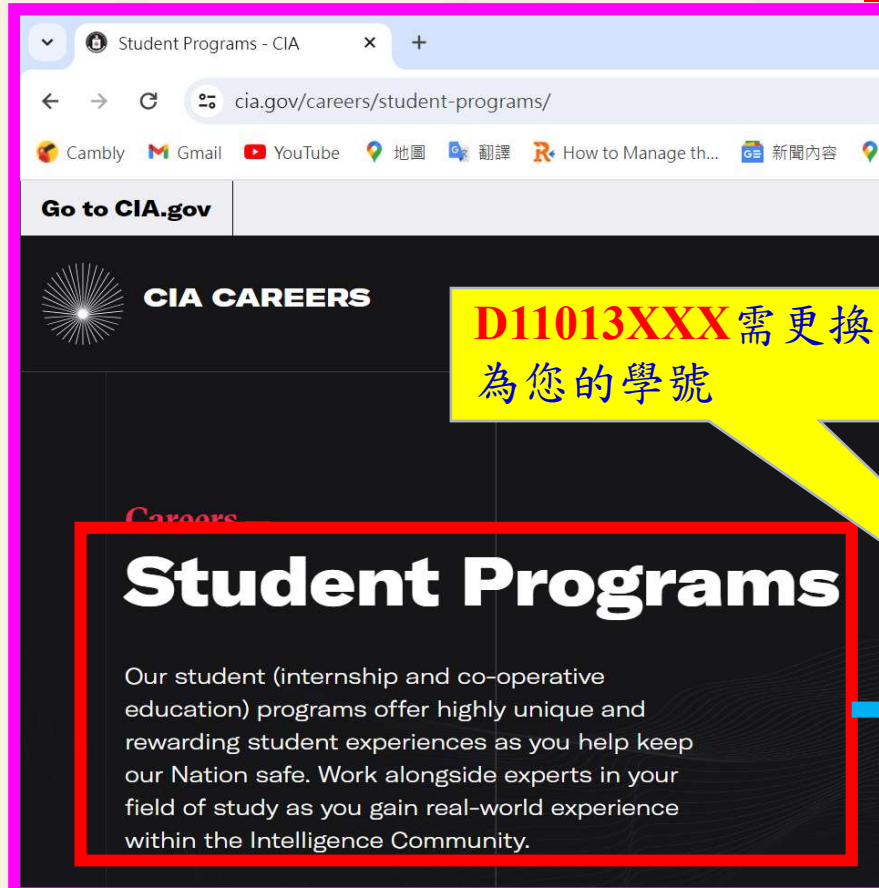 Student Programs - CIA
cia.gov/careers/student-programs/
Cambly Gmail YouTube 地圖 翻譯 How to Manage th... 新聞內容
Go to CIA.gov
CIA CAREERS
D11013XXX需更換
為您的學號
Careers
Student Programs
Our student (internship and co-operative
education) programs offer highly unique and
rewarding student experiences as you help keep
our Nation safe. Work alongside experts in your
field of study as you gain real-world experience
within the Intelligence Community.